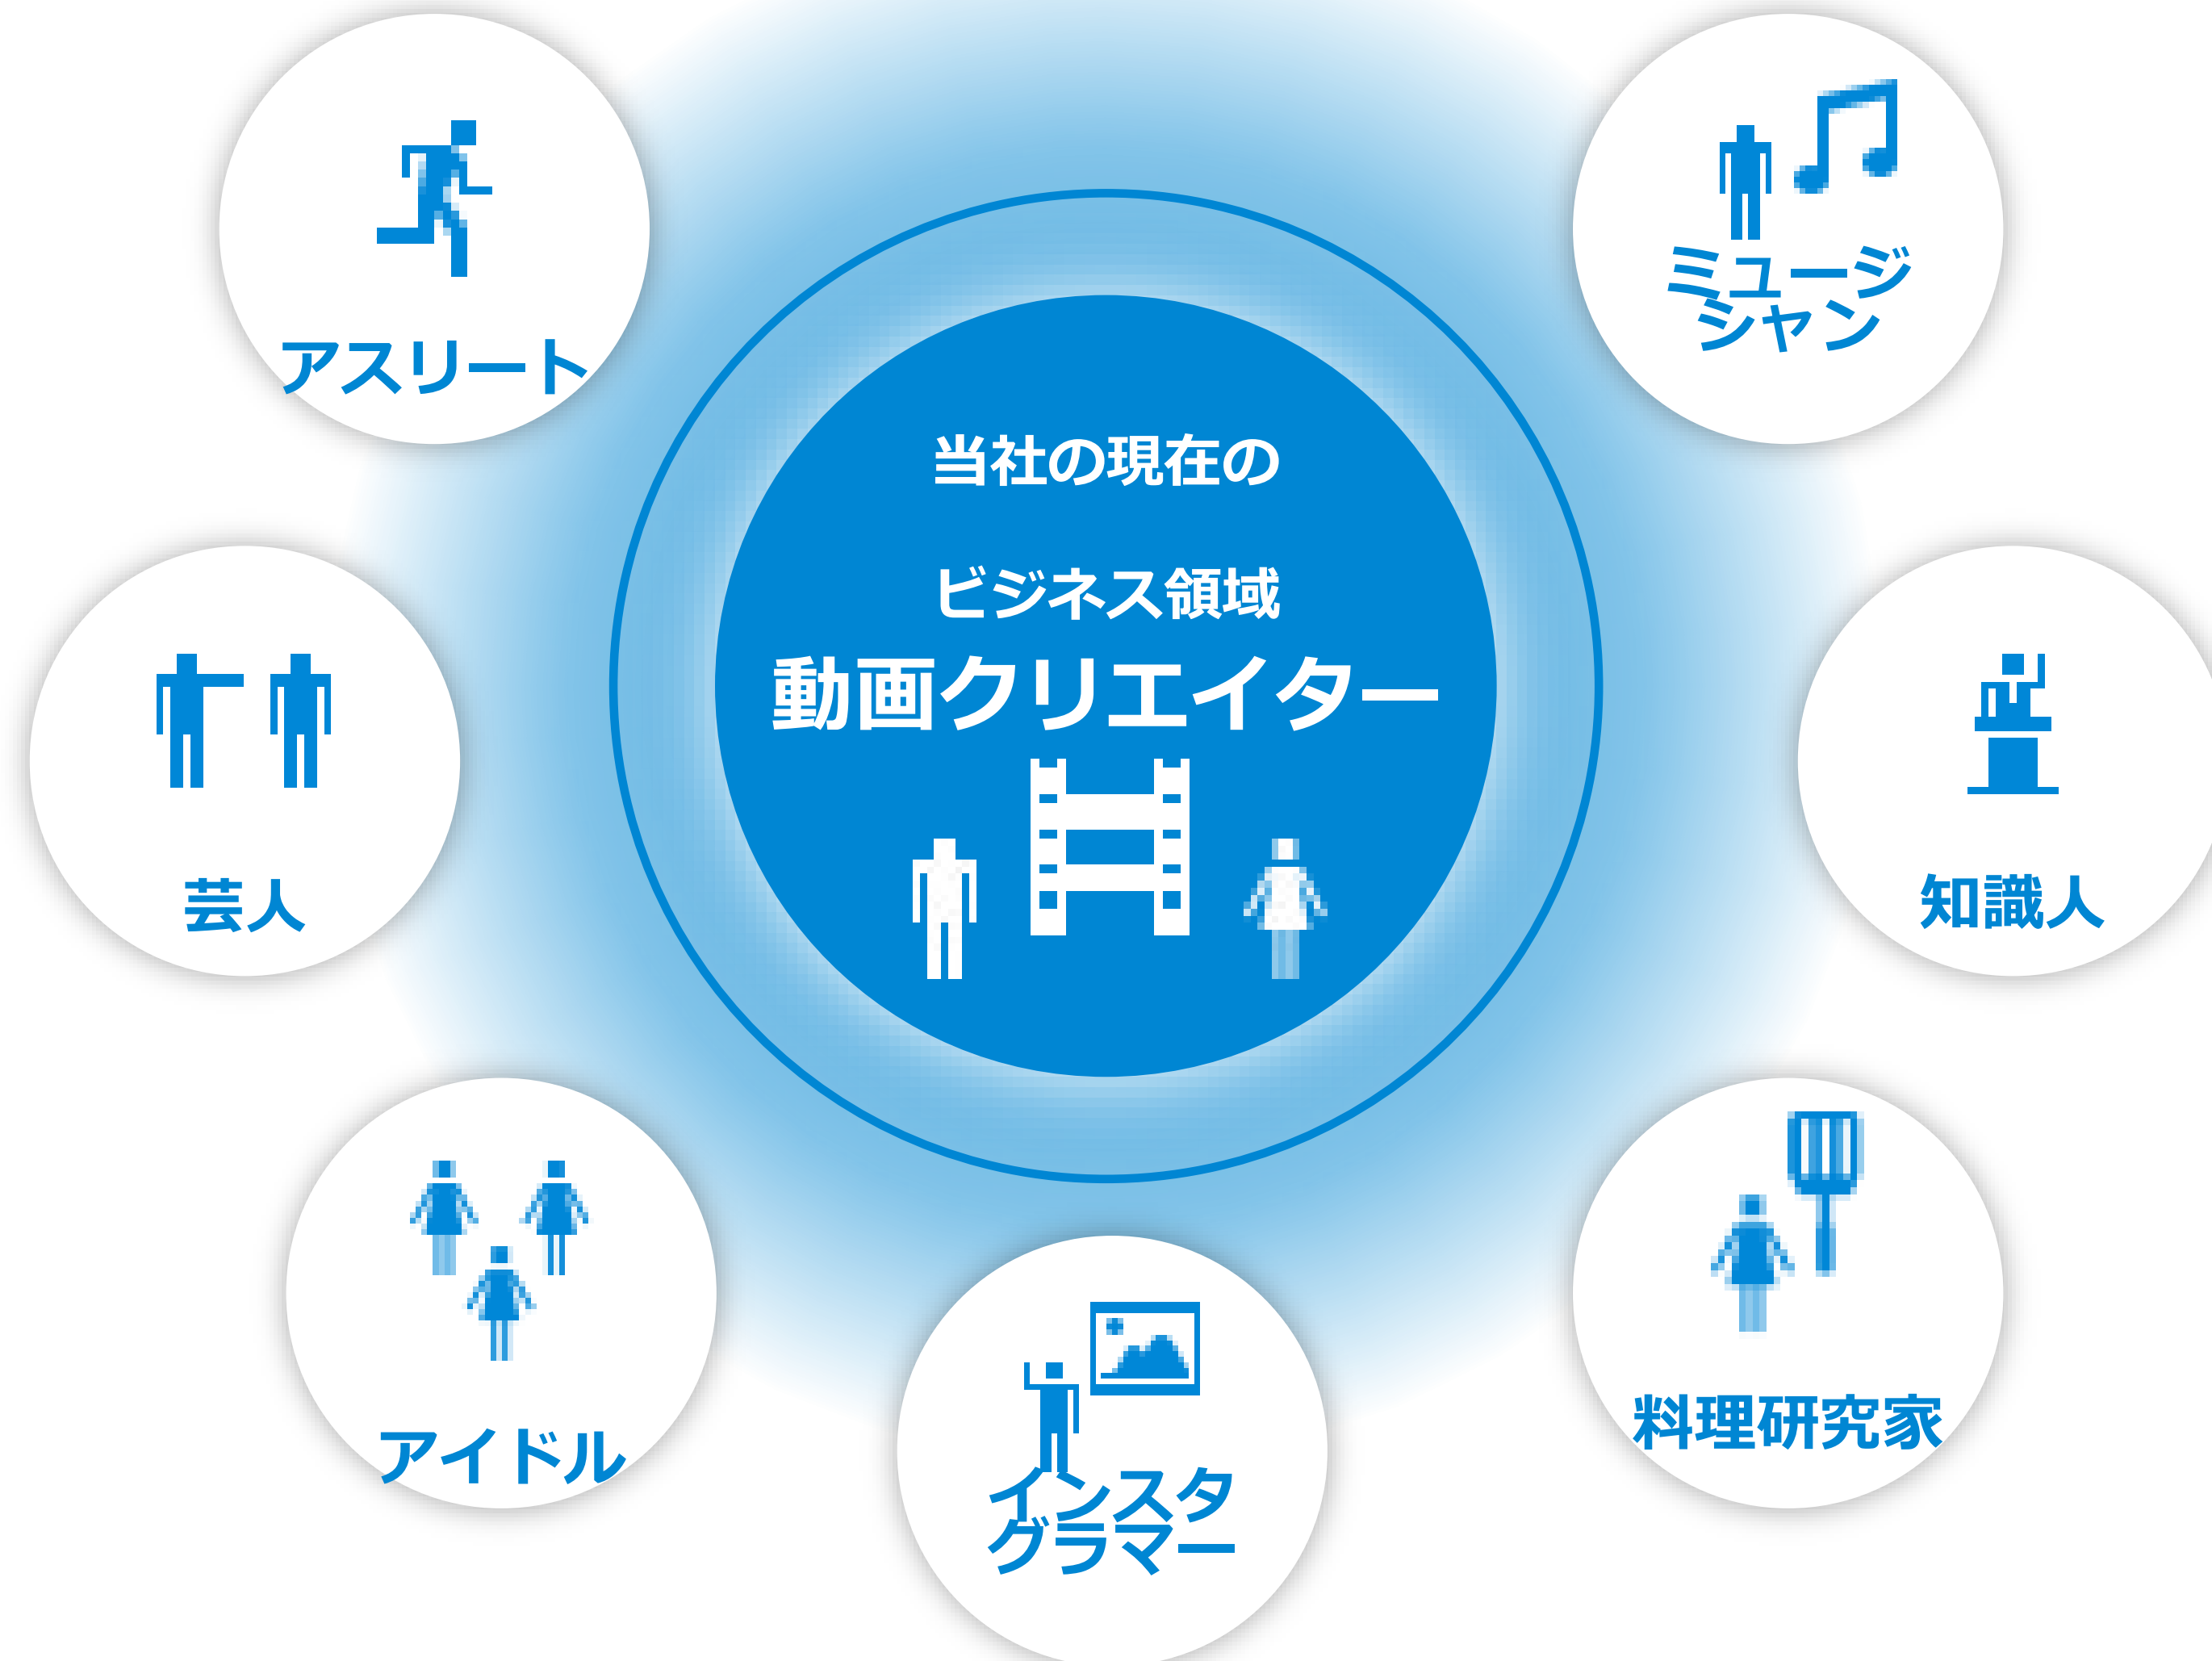 アスリート
ミュージ
シャン
当社の現在の
ビジネス領域
動画クリエイター
芸人
知識人
アイドル
インスタ
グラマー
料理研究家